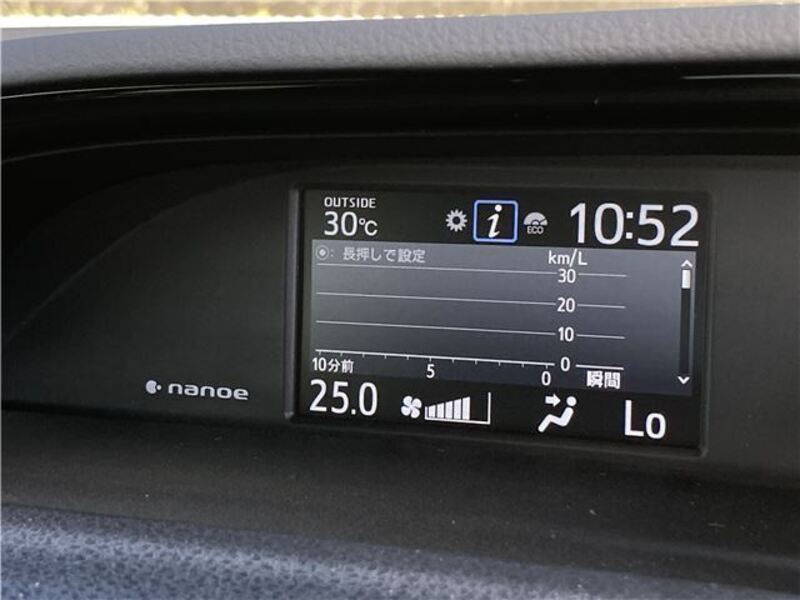 OUTSIDE
30℃
i
ECO
10:52
: 長押しで設定
km/L
30
20
10
0
10分前
5
0
瞬間
nanoe
25.0
Lo